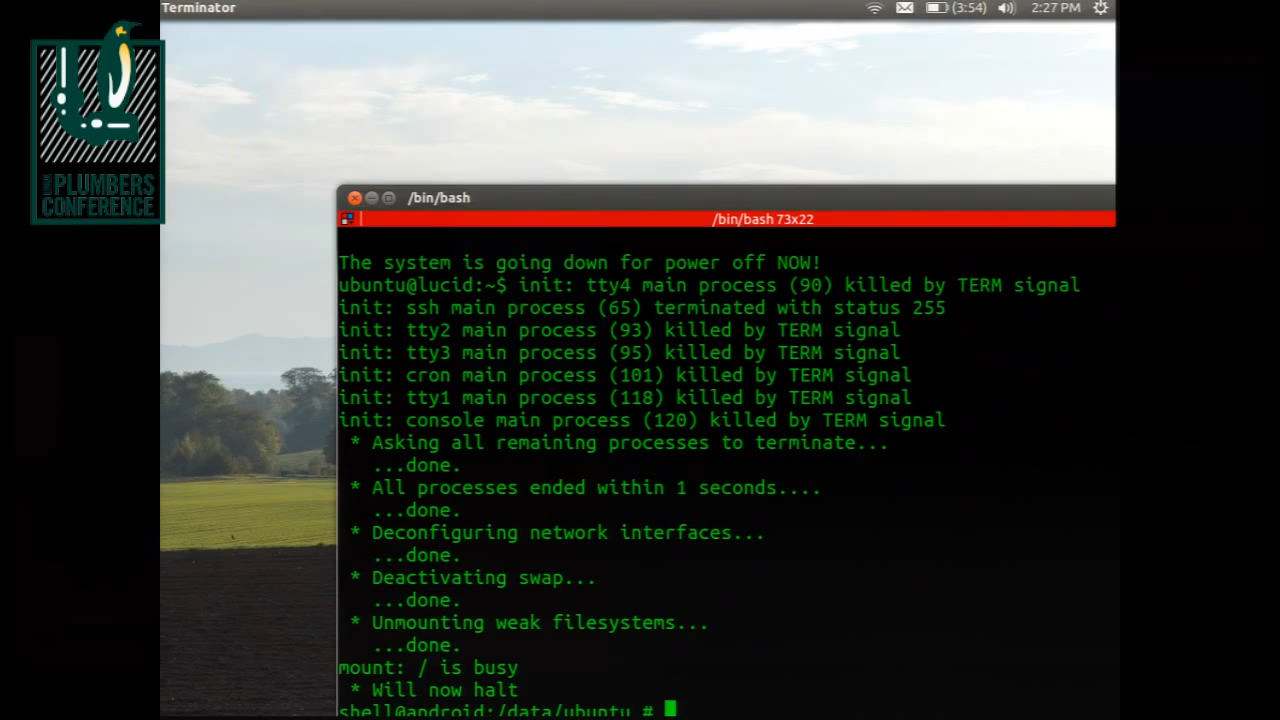 Terminator
(3:54)
2:27 PM
LINUX
PLUMBERS
CONFERENCE
/bin/bash
/bin/bash 73x22
The system is going down for power off NOW!
ubuntu@lucid:~$ init: tty4 main process (90) killed by TERM signal
init: ssh main process (65) terminated with status 255
init: tty2 main process (93) killed by TERM signal
init: tty3 main process (95) killed by TERM signal
init: cron main process (101) killed by TERM signal
init: tty1 main process (118) killed by TERM signal
init: console main process (120) killed by TERM signal
* Asking all remaining processes to terminate...
...done.
* All processes ended within 1 seconds....
...done.
* Deconfiguring network interfaces...
...done.
* Deactivating swap...
...done.
* Unmounting weak filesystems...
...done.
mount: / is busy
* Will now halt
shell@android:/data/ubuntu #